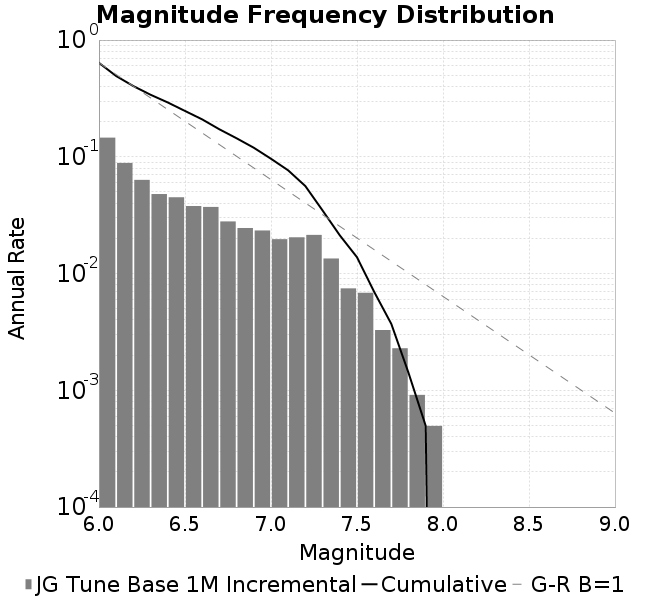 Magnitude Frequency Distribution
10^0
10^-1
10^-2
10^-3
10^-4
Annual Rate
6.0 6.5 7.0 7.5 8.0 8.5 9.0
Magnitude
JG Tune Base 1M Incremental Cumulative G-R B=1